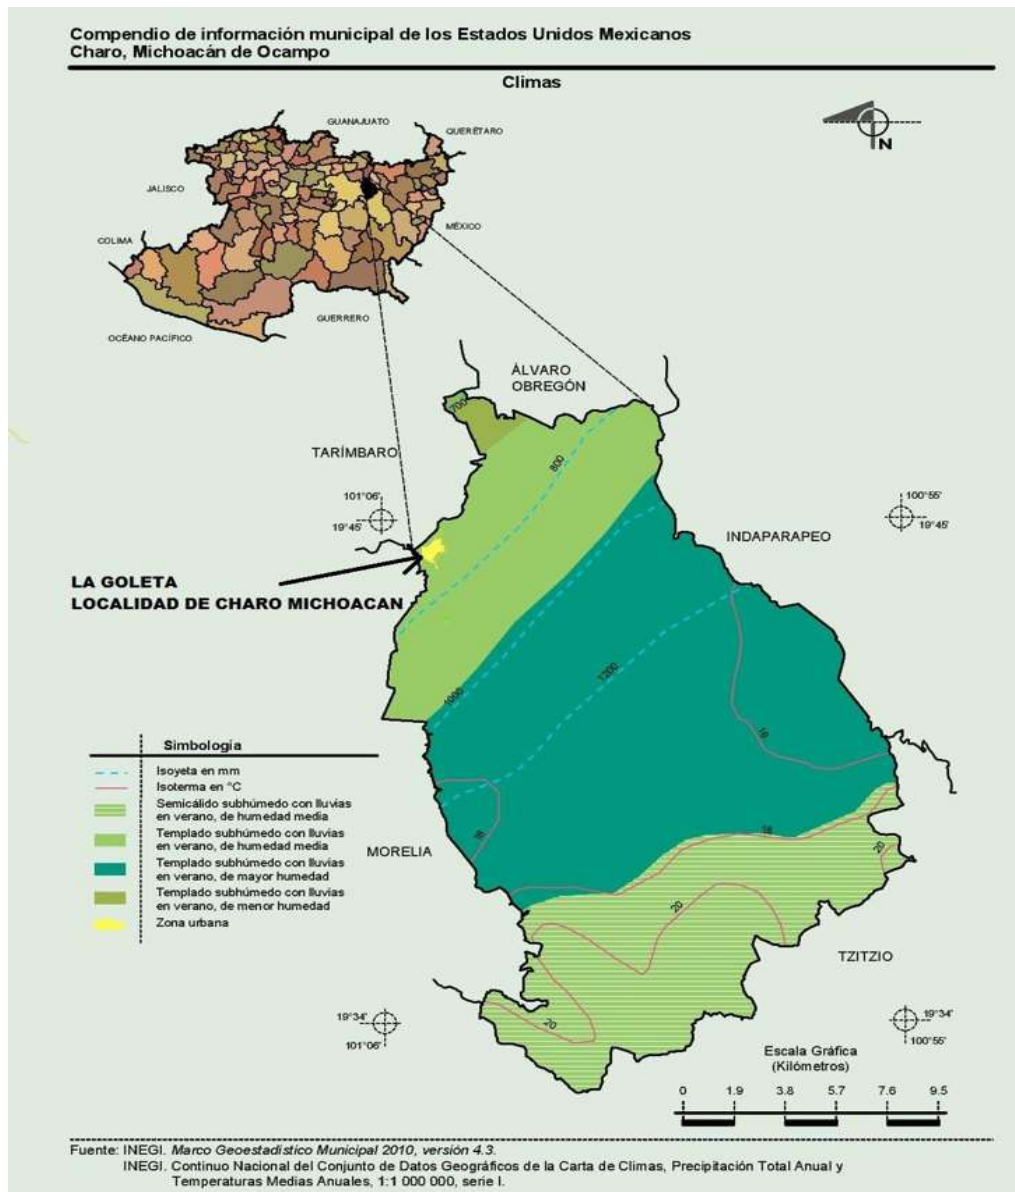 Compendio de información municipal de los Estados Unidos Mexicanos
Charo, Michoacán de Ocampo
Climas
GUANAJUATO
QUERÉTARO
N
JALISCO
MÉXICO
COLIMA
GUERRERO
OCÉANO PACÍFICO
ÁLVARO
OBREGÓN
700
TARÍMBARO
800
101°06'
19°45'
100°55'
19°45'
INDAPARAPEO
LA GOLETA
LOCALIDAD DE CHARO MICHOACAN
1200
1000
Simbología
Isoyeta en mm
Isoterma en °C
Semicálido subhúmedo con lluvias
en verano, de humedad media
Templado subhúmedo con lluvias
en verano, de humedad media
Templado subhúmedo con lluvias
en verano, de mayor humedad
Templado subhúmedo con lluvias
en verano, de menor humedad
Zona urbana
MORELIA
20
20
TZITZIO
20
19°34'
101°06'
19°34'
100°55'
Escala Gráfica
(Kilómetros)
0 1.9 3.8 5.7 7.6 9.5
Fuente: INEGI. Marco Geoestadístico Municipal 2010, versión 4.3.
INEGI. Continuo Nacional del Conjunto de Datos Geográficos de la Carta de Climas, Precipitación Total Anual y
Temperaturas Medias Anuales, 1:1 000 000, serie I.